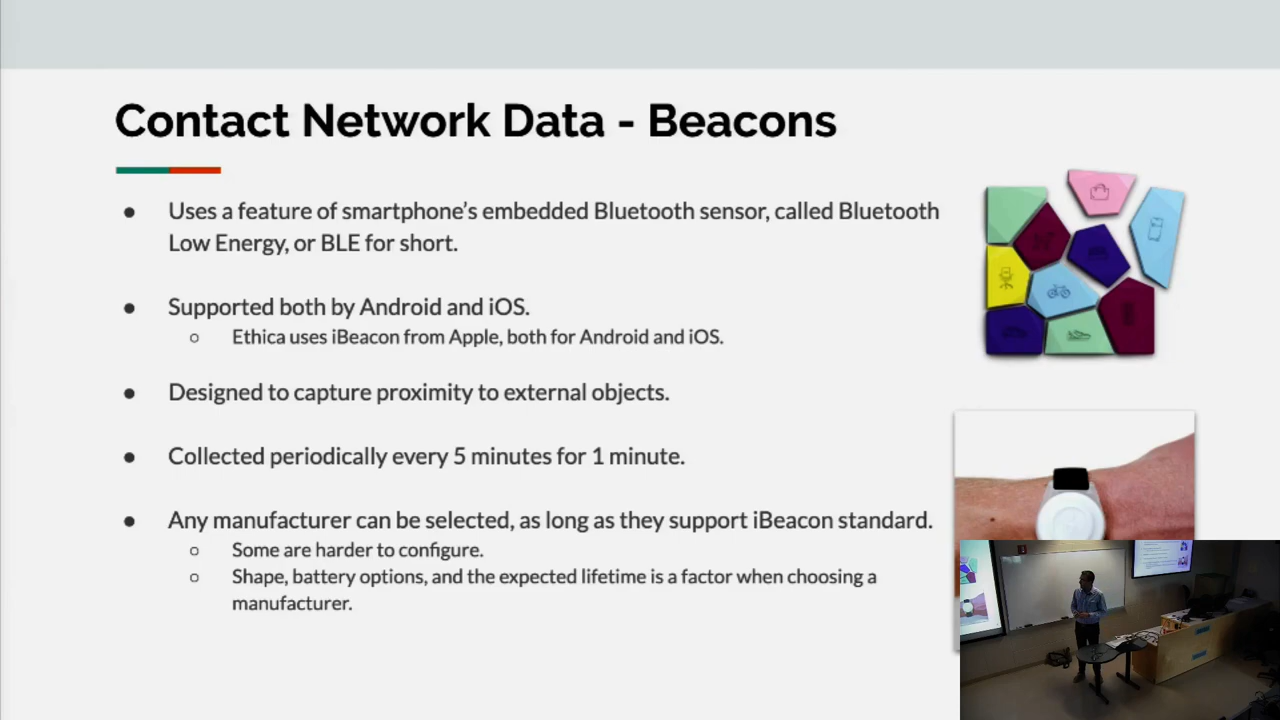 Contact Network Data - Beacons
● Uses a feature of smartphone’s embedded Bluetooth sensor, called Bluetooth
Low Energy, or BLE for short.
● Supported both by Android and iOS.
○ Ethica uses iBeacon from Apple, both for Android and iOS.
● Designed to capture proximity to external objects.
● Collected periodically every 5 minutes for 1 minute.
● Any manufacturer can be selected, as long as they support iBeacon standard.
○ Some are harder to configure.
○ Shape, battery options, and the expected lifetime is a factor when choosing a
manufacturer.